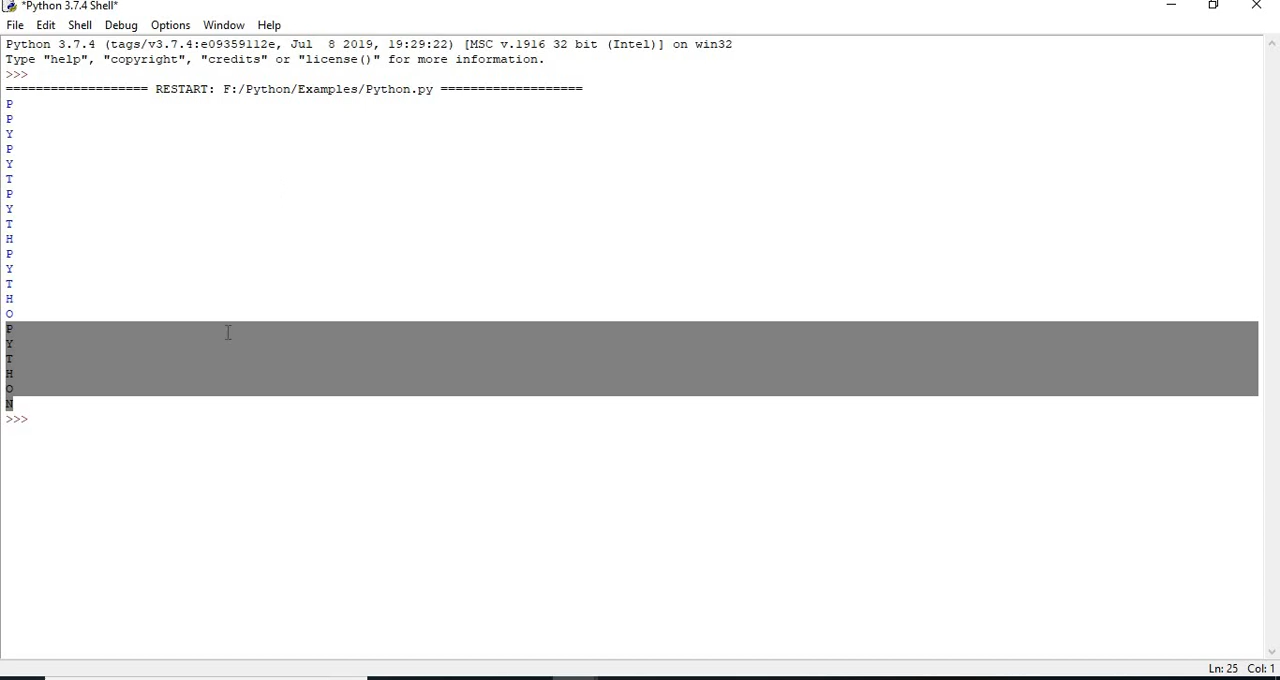 *Python 3.7.4 Shell*
File Edit Shell Debug Options Window Help
Python 3.7.4 (tags/v3.7.4:e09359112e, Jul  8 2019, 19:29:22) [MSC v.1916 32 bit (Intel)] on win32
Type "help", "copyright", "credits" or "license()" for more information.
>>>
=================== RESTART: F:/Python/Examples/Python.py ===================
P
P
Y
P
Y
T
P
Y
T
H
P
Y
T
H
O
P
Y
T
H
O
N
>>>
Ln: 25 Col: 1